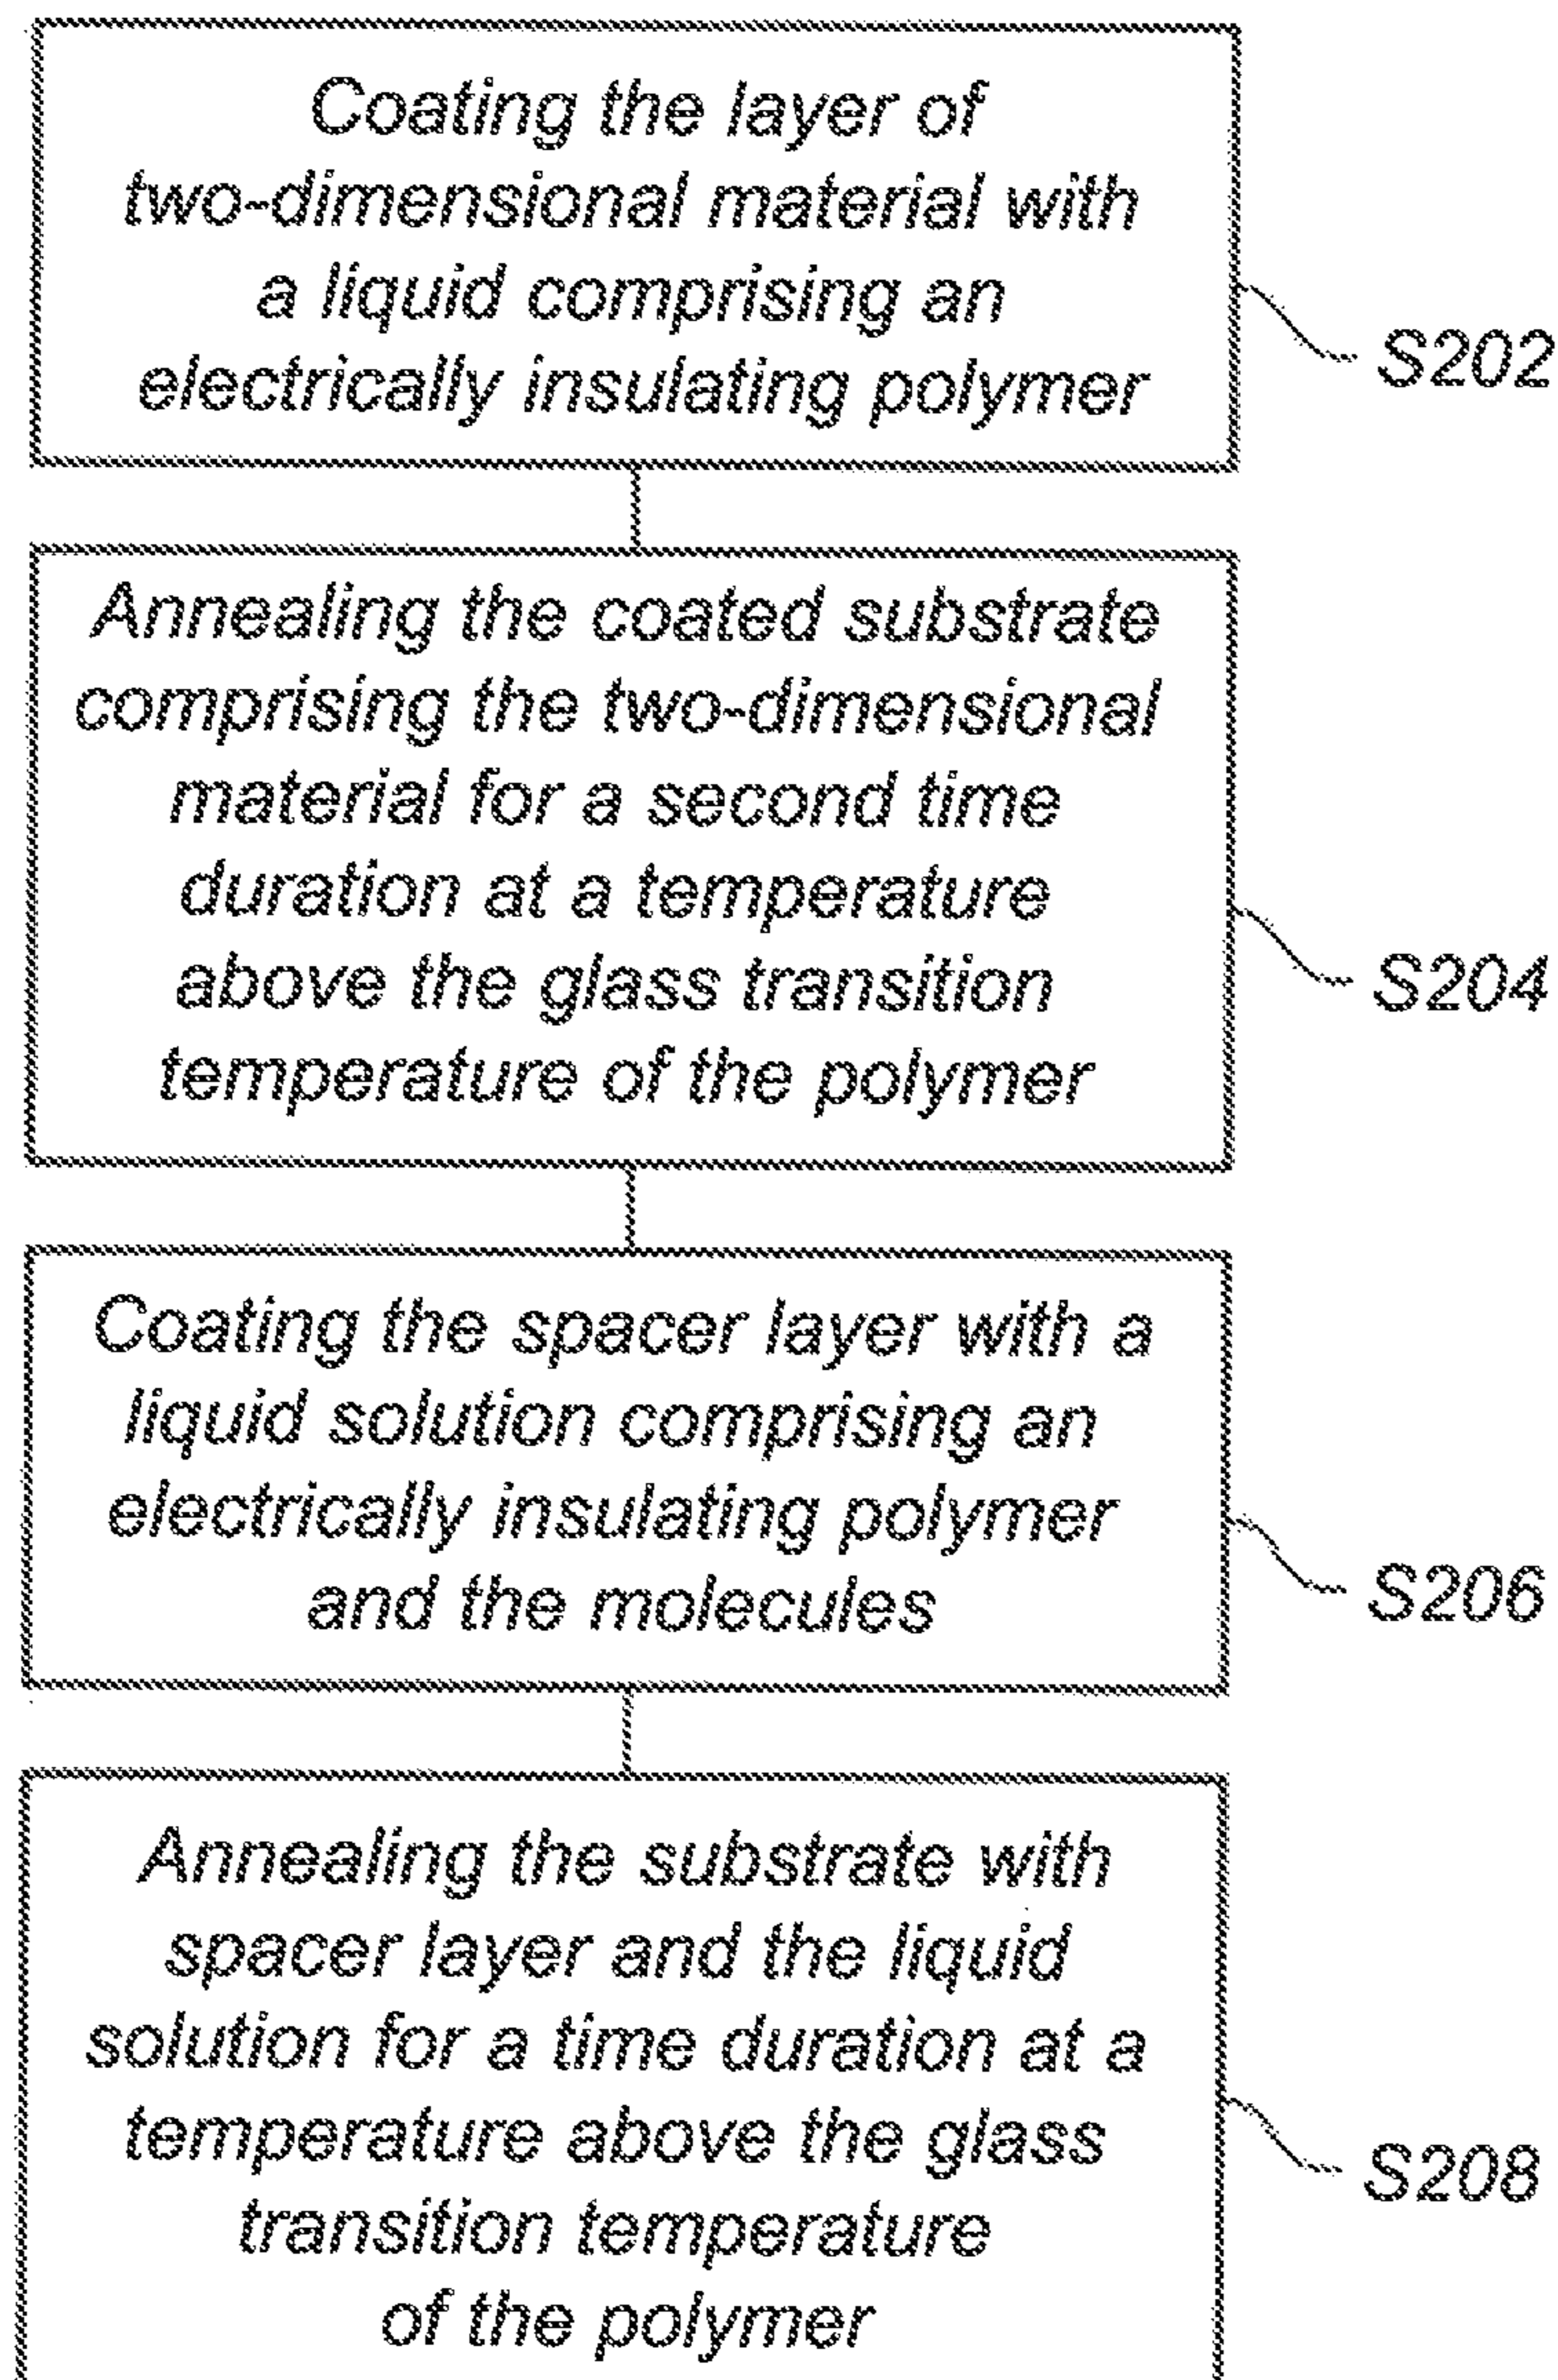 Coating the layer of
two-dimensional material with
a liquid comprising an
electrically insulating polymer
S202
Annealing the coated substrate
comprising the two-dimensional
material for a second time
duration at a temperature
above the glass transition
temperature of the polymer
S204
Coating the spacer layer with a
liquid solution comprising an
electrically insulating polymer
and the molecules
S206
Annealing the substrate with
spacer layer and the liquid
solution for a time duration at a
temperature above the glass
transition temperature
of the polymer
S208